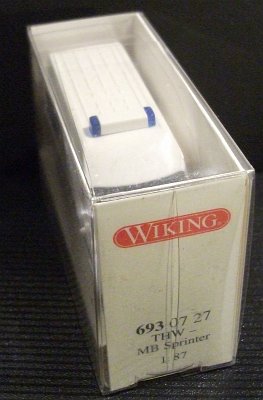 WIKING®
693 07 27
THW –
MB Sprinter
1:87